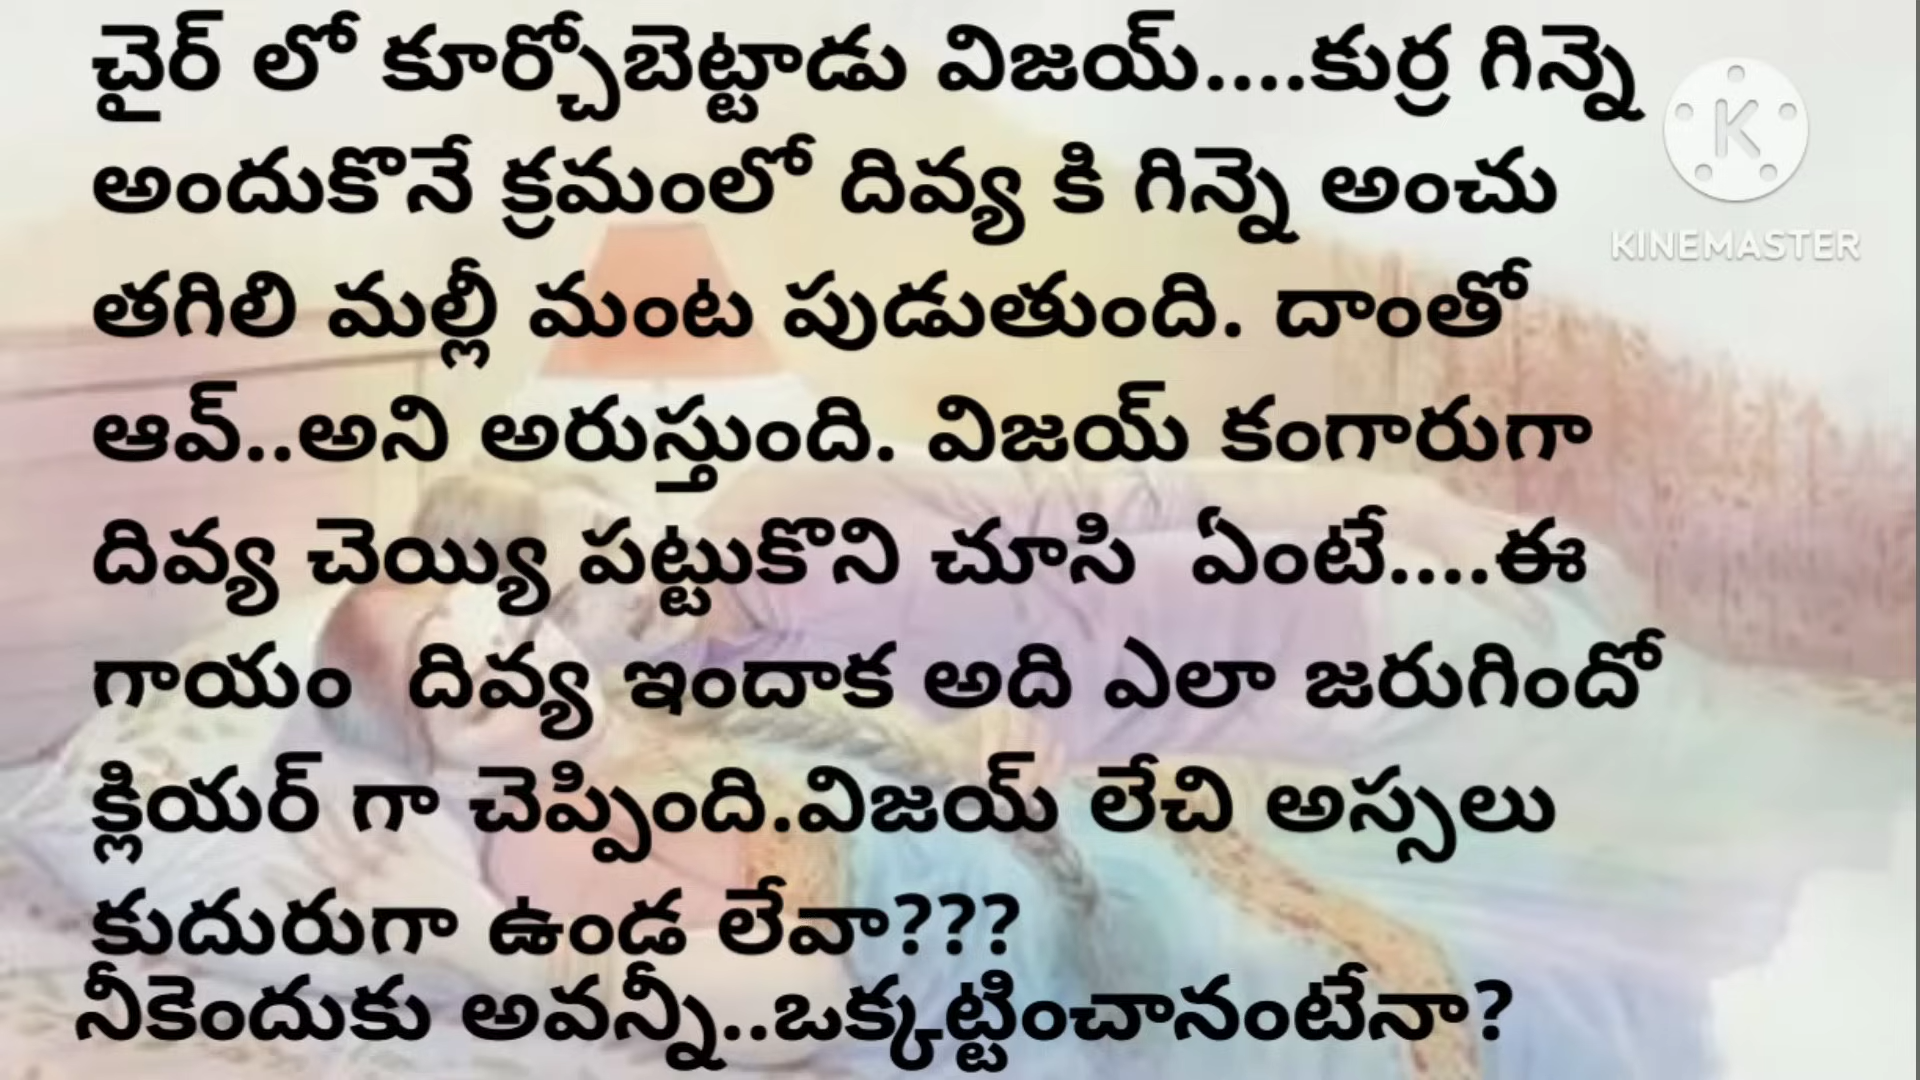 చైర్ లో కూర్చోబెట్టాడు విజయ్....కుర్ర గిన్నె
అందుకొనే క్రమంలో దివ్య కి గిన్నె అంచు
తగిలి మల్లీ మంట పుడుతుంది. దాంతో
ఆవ్..అని అరుస్తుంది. విజయ్ కంగారుగా
దివ్య చెయ్యి పట్టుకొని చూసి ఏంటే....ఈ
గాయం దివ్య ఇందాక అది ఎలా జరుగిందో
క్లియర్ గా చెప్పింది.విజయ్ లేచి అస్సలు
కుదురుగా ఉండ లేవా???
నీకెందుకు అవన్నీ..ఒక్కట్టించానంటేనా?
K
KINEMASTER